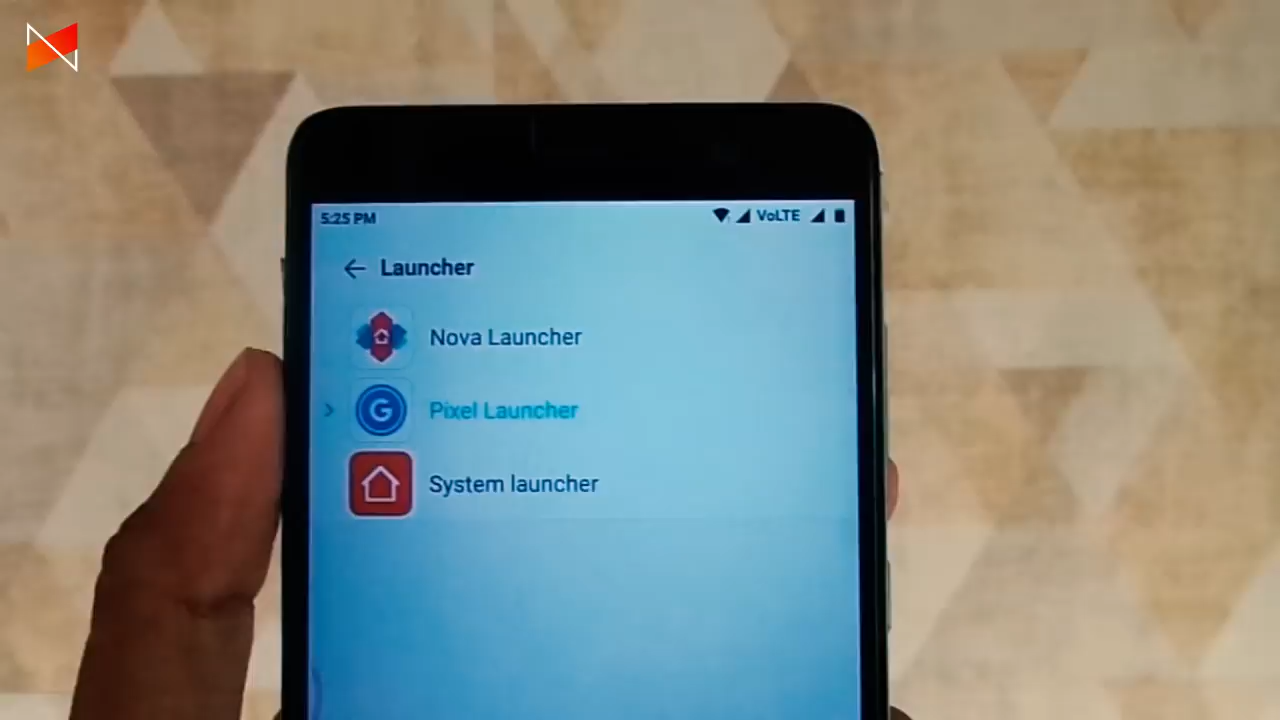 5:25 PM VoLTE
Launcher
Nova Launcher
G Pixel Launcher
System launcher